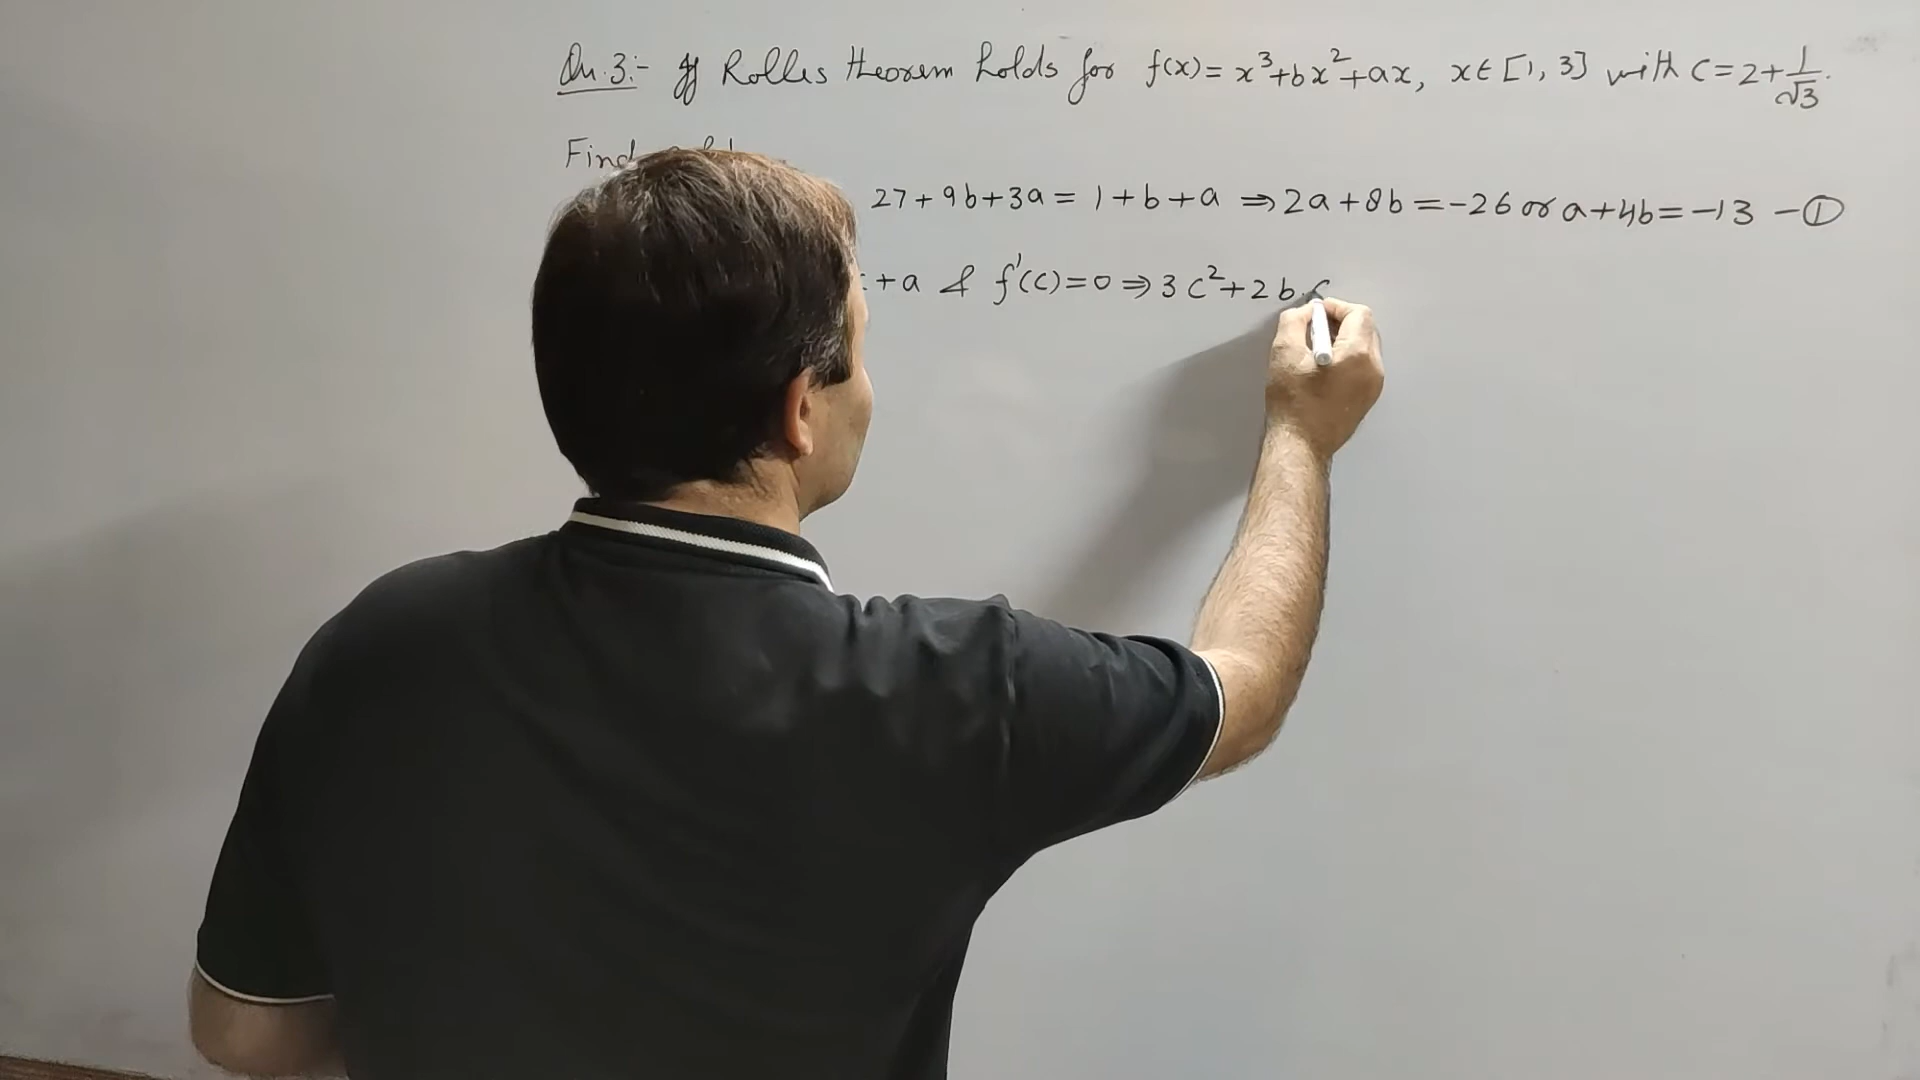 Qn.3:- If Rolles theorem holds for f(x)= x³+bx²+ax, x∈[1, 3] with c=2+1/√3.
Find
27+9b+3a= 1+b+a ⇒2a+8b=-26 or a+4b=-13 -①
+a & f'(c)=0⇒3c²+2b.c